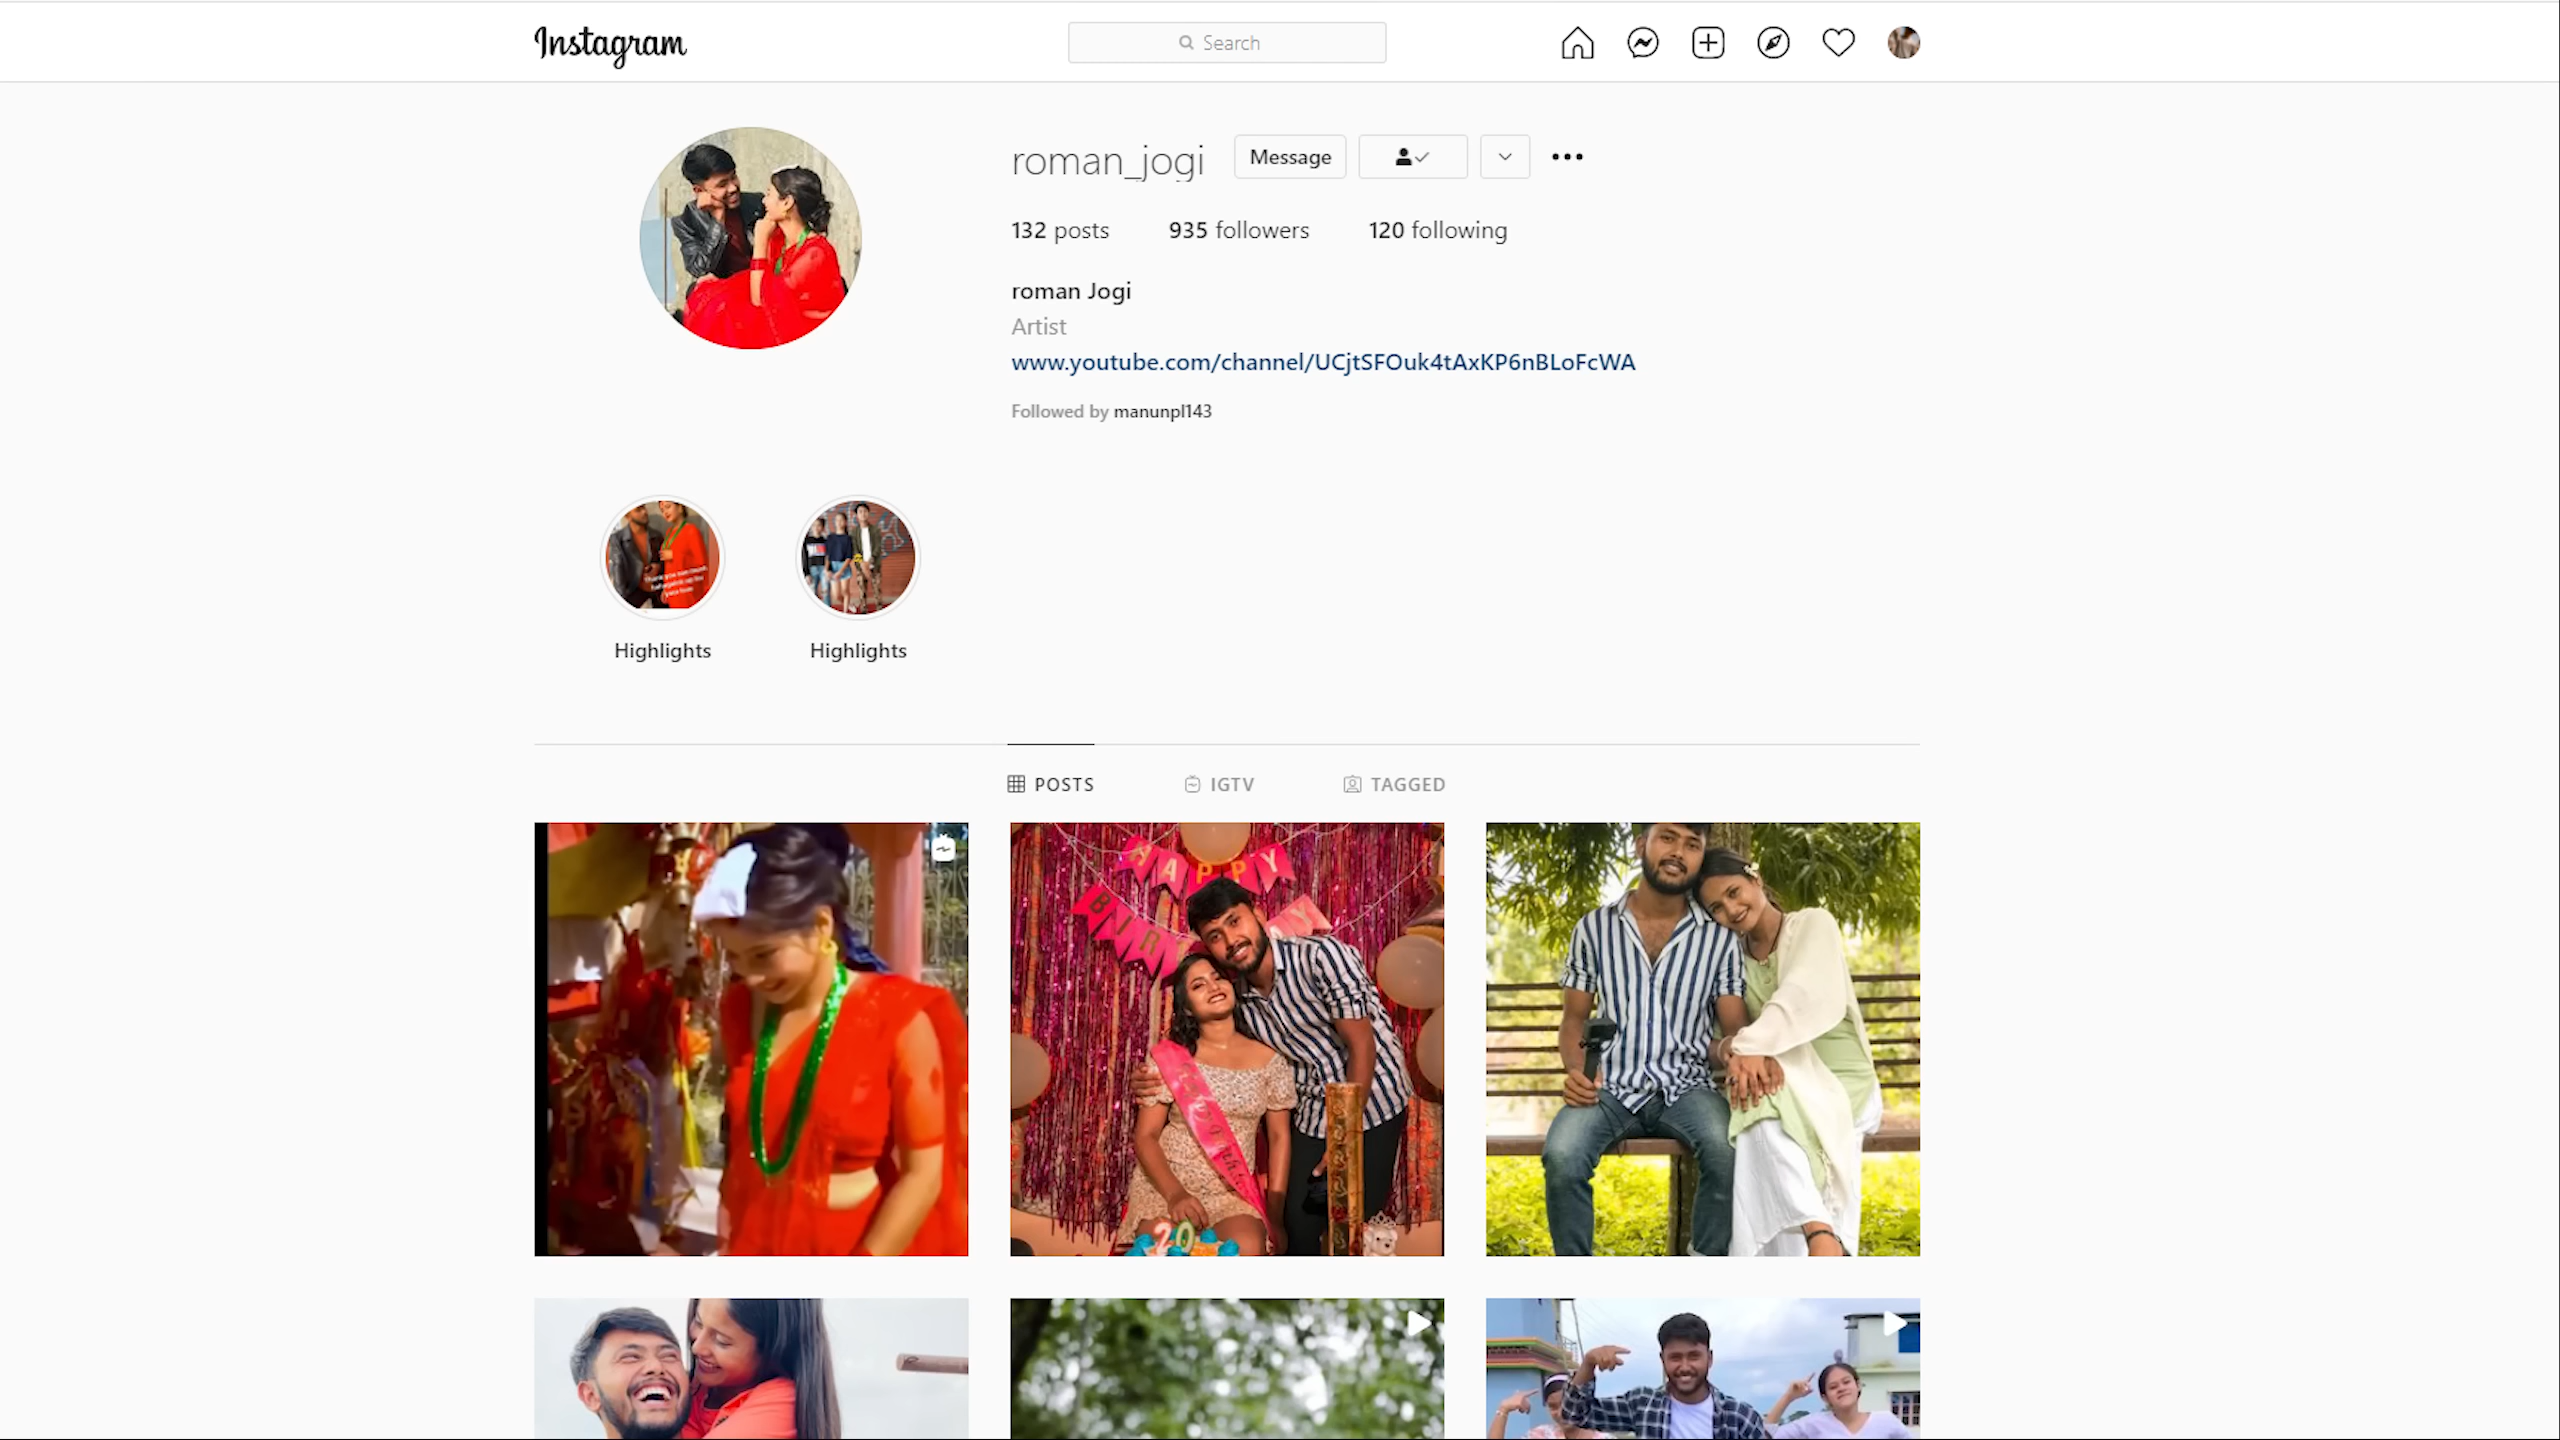 Instagram
Search
roman_jogi
Message
132 posts
935 followers
120 following
roman Jogi
Artist
www.youtube.com/channel/UCjtSFOuk4tAxKP6nBLoFcWA
Followed by manunpl143
Highlights
Highlights
POSTS
IGTV
TAGGED
HAPPY
20